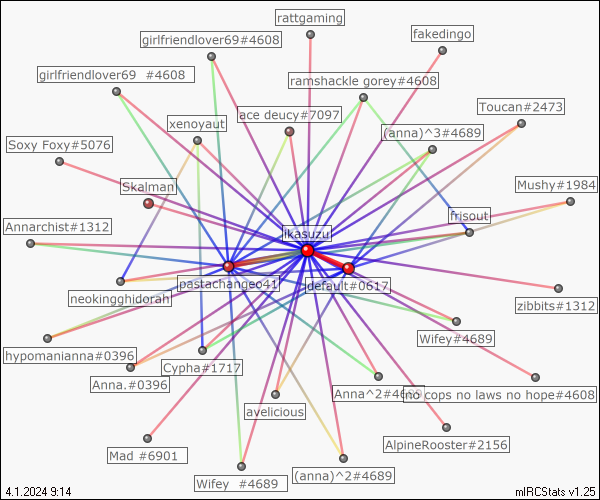 rattgaming
fakedingo
girlfriendlover69#4608
girlfriendlover69 #4608
ramshackle gorey#4608
Toucan#2473
ace deucy#7097
xenoyaut
(anna)^3#4689
Soxy Foxy#5076
Skalman
Mushy#1984
frisout
Annarchist#1312
ikasuzu
pastachangeo41
default#0617
neokingghidorah
zibbits#1312
Wifey#4689
hypomanianna#0396
Cypha#1717
Anna.#0396
Anna^2#4689
no cops no laws no hope#4608
avelicious
AlpineRooster#2156
Mad #6901
Wifey #4689
(anna)^2#4689
4.1.2024 9:14
mIRCStats v1.25